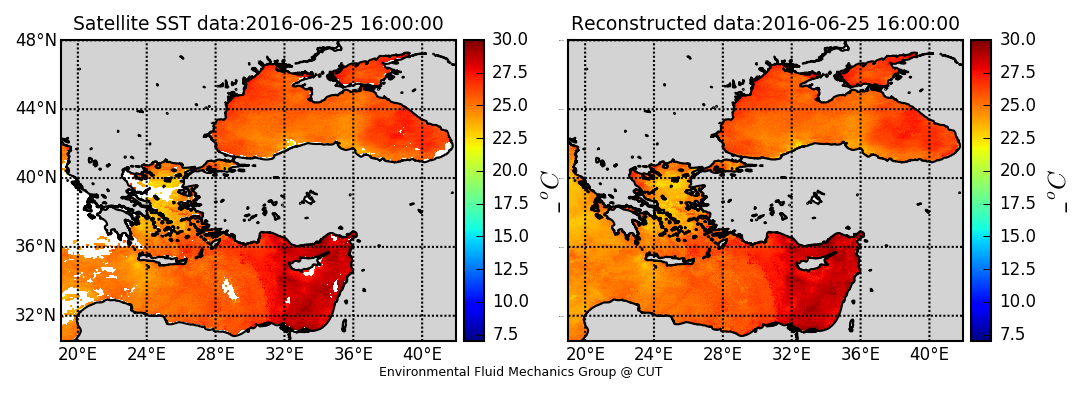 Satellite SST data:2016-06-25 16:00:00
Reconstructed data:2016-06-25 16:00:00
48°N
44°N
40°N
36°N
32°N
20°E 24°E 28°E 32°E 36°E 40°E
30.0
27.5
25.0
22.5
20.0
17.5
15.0
12.5
10.0
7.5
_ °C
20°E 24°E 28°E 32°E 36°E 40°E
30.0
27.5
25.0
22.5
20.0
17.5
15.0
12.5
10.0
7.5
_ °C
Environmental Fluid Mechanics Group @ CUT